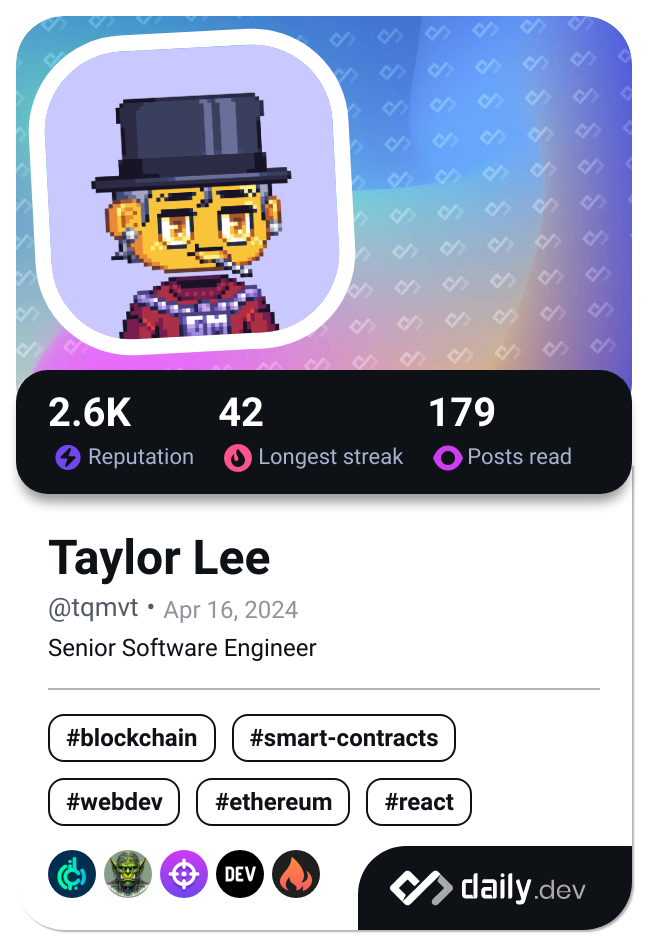 GM
2.6K 42 179
Reputation Longest streak Posts read
Taylor Lee
@tqmvt • Apr 16, 2024
Senior Software Engineer
#blockchain #smart-contracts
#webdev #ethereum #react
DEV
daily.dev